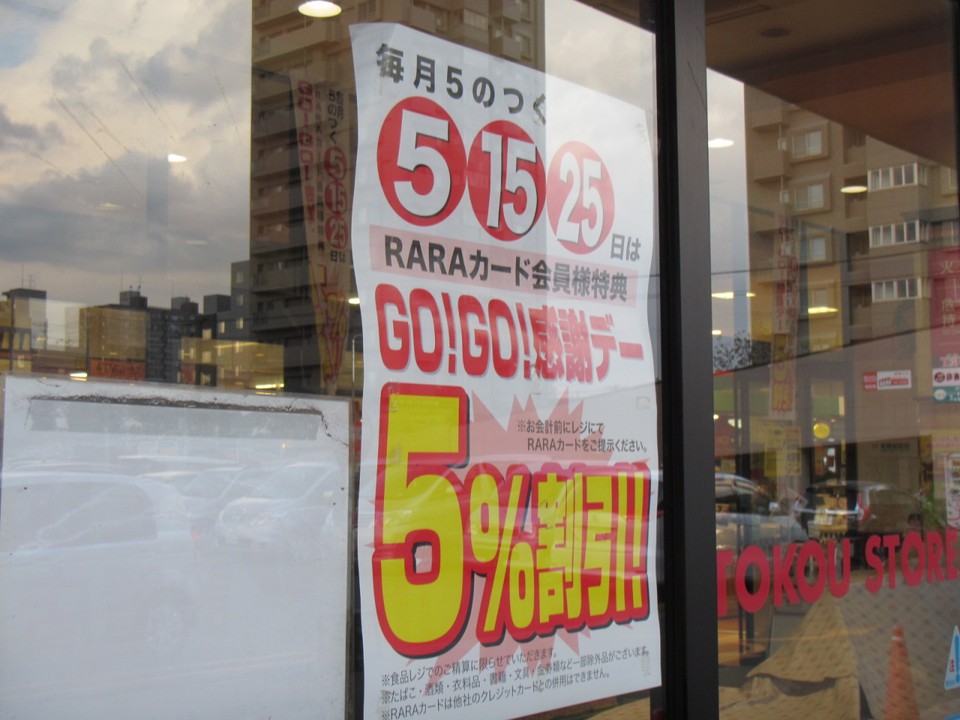 毎月5のつく
5 15 25日は
RARAカード会員様特典
GO!GO!感謝デー
※お会計前にレジにて
RARAカードをご提示ください。
5%割引!!
※食品レジでのご精算に限らせていただきます。
※たばこ・酒類・衣料品・書籍・文具・金券類など一部除外品がございます。
※RARAカードは他社のクレジットカードとの併用はできません。
TOKOU STORE